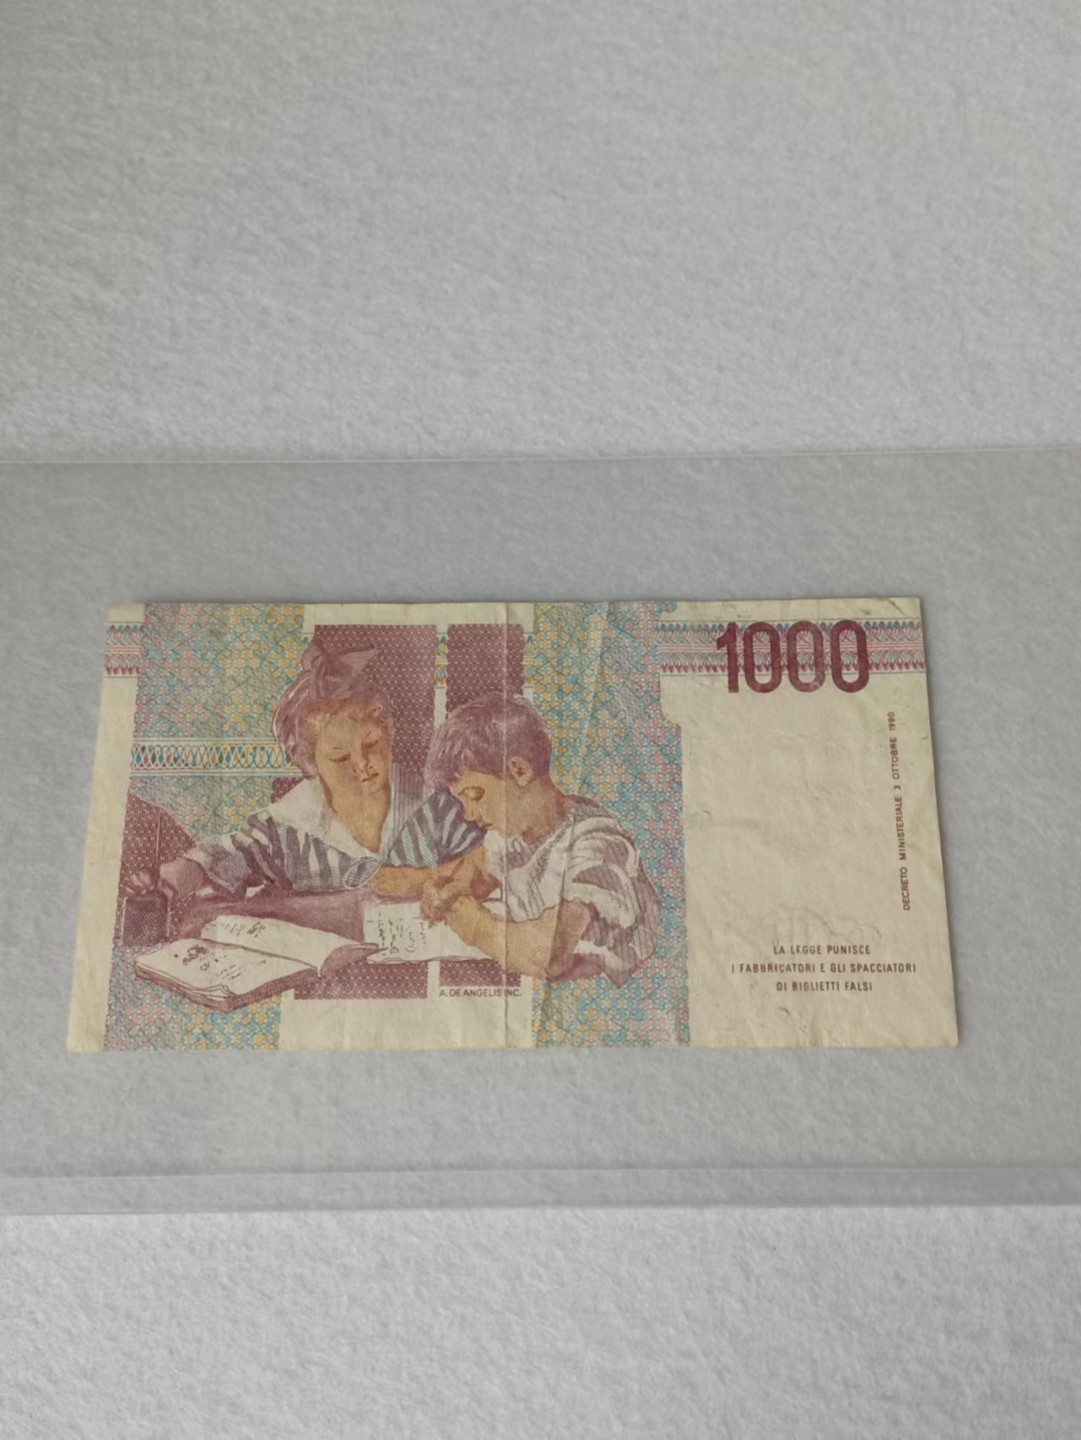 1000
DECRETO MINISTERIALE 3 OTTOBRE 1990
LA LEGGE PUNISCE
I FABBRICATORI E GLI SPACCIATORI
DI BIGLIETTI FALSI
A. DE ANGELIS INC.